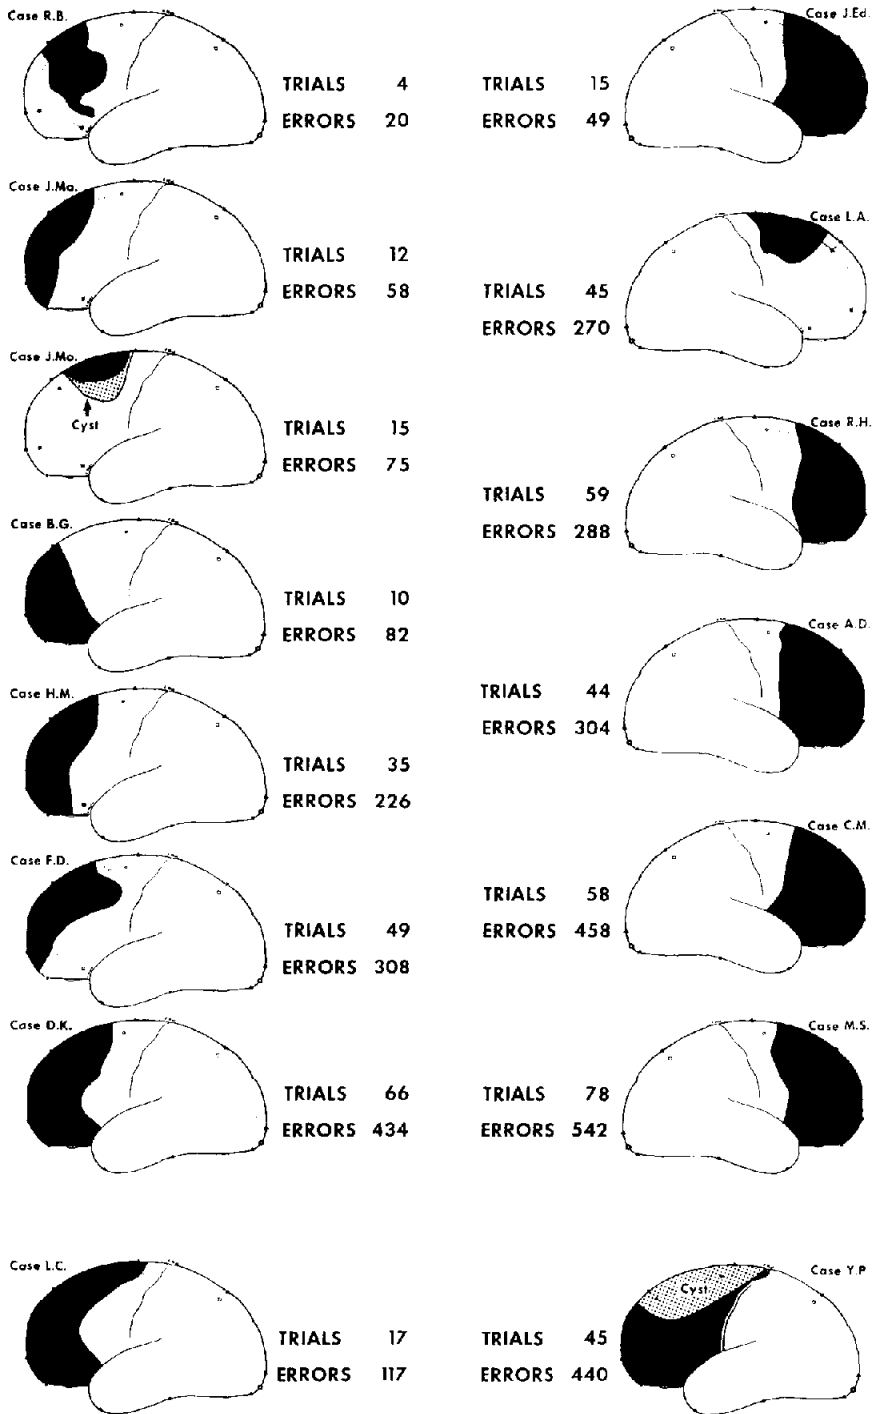 Case R.B.
TRIALS 4
ERRORS 20
Case J.Ma.
TRIALS 12
ERRORS 58
Case J.Mo.
Cyst
TRIALS 15
ERRORS 75
Case B.G.
TRIALS 10
ERRORS 82
Case H.M.
TRIALS 35
ERRORS 226
Case F.D.
TRIALS 49
ERRORS 308
Case D.K.
TRIALS 66
ERRORS 434
Case L.C.
TRIALS 17
ERRORS 117
Case J.Ed.
TRIALS 15
ERRORS 49
Case L.A.
TRIALS 45
ERRORS 270
Case R.H.
TRIALS 59
ERRORS 288
Case A.D.
TRIALS 44
ERRORS 304
Case C.M.
TRIALS 58
ERRORS 458
Case M.S.
TRIALS 78
ERRORS 542
Case Y.P
Cyst
TRIALS 45
ERRORS 440